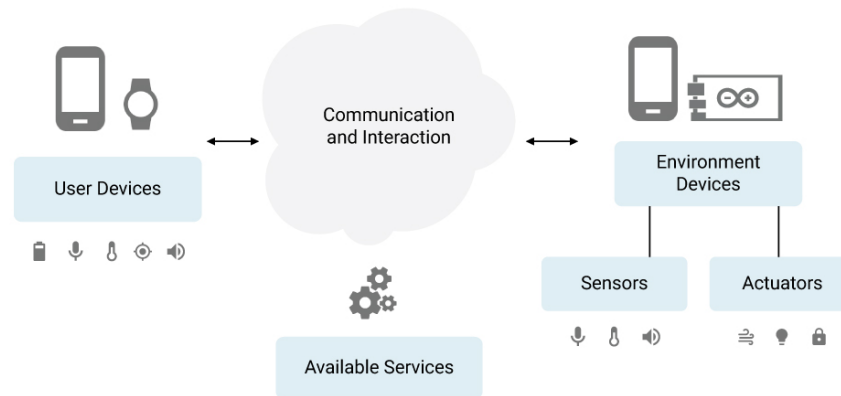 Communication
and Interaction
User Devices
Environment
Devices
Sensors
Actuators
Available Services